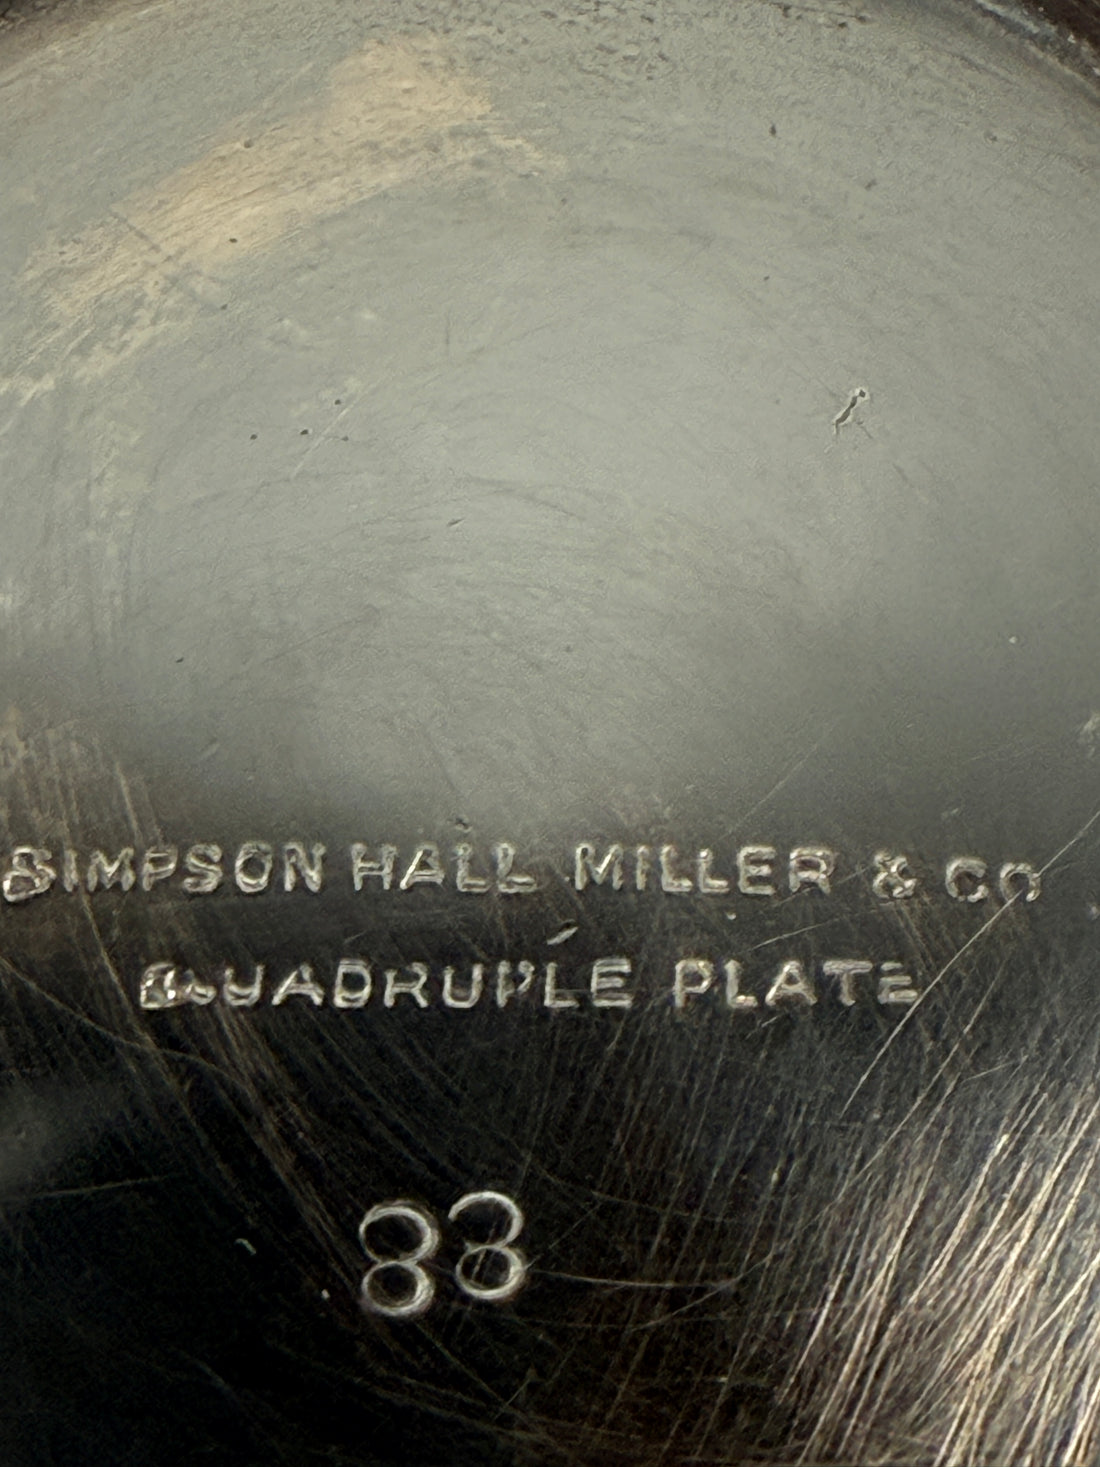 SIMPSON HALL MILLER & CO
QUADRUPLE PLATE
83